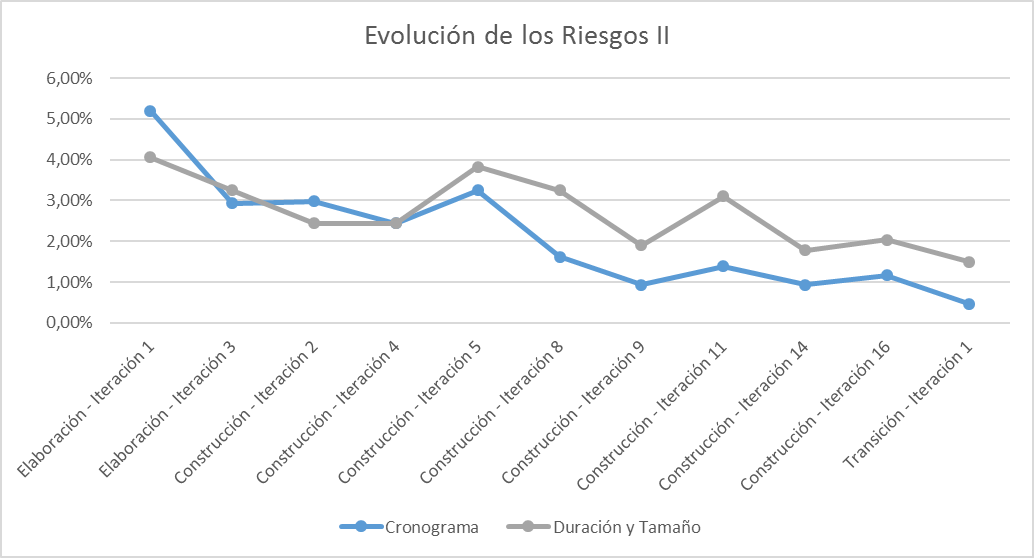 Evolución de los Riesgos II
6,00%
5,00%
4,00%
3,00%
2,00%
1,00%
0,00%
Elaboración - Iteración 1
Elaboración - Iteración 3
Construcción - Iteración 2
Construcción - Iteración 4
Construcción - Iteración 5
Construcción - Iteración 8
Construcción - Iteración 9
Construcción - Iteración 11
Construcción - Iteración 14
Construcción - Iteración 16
Transición - Iteración 1
Cronograma
Duración y Tamaño